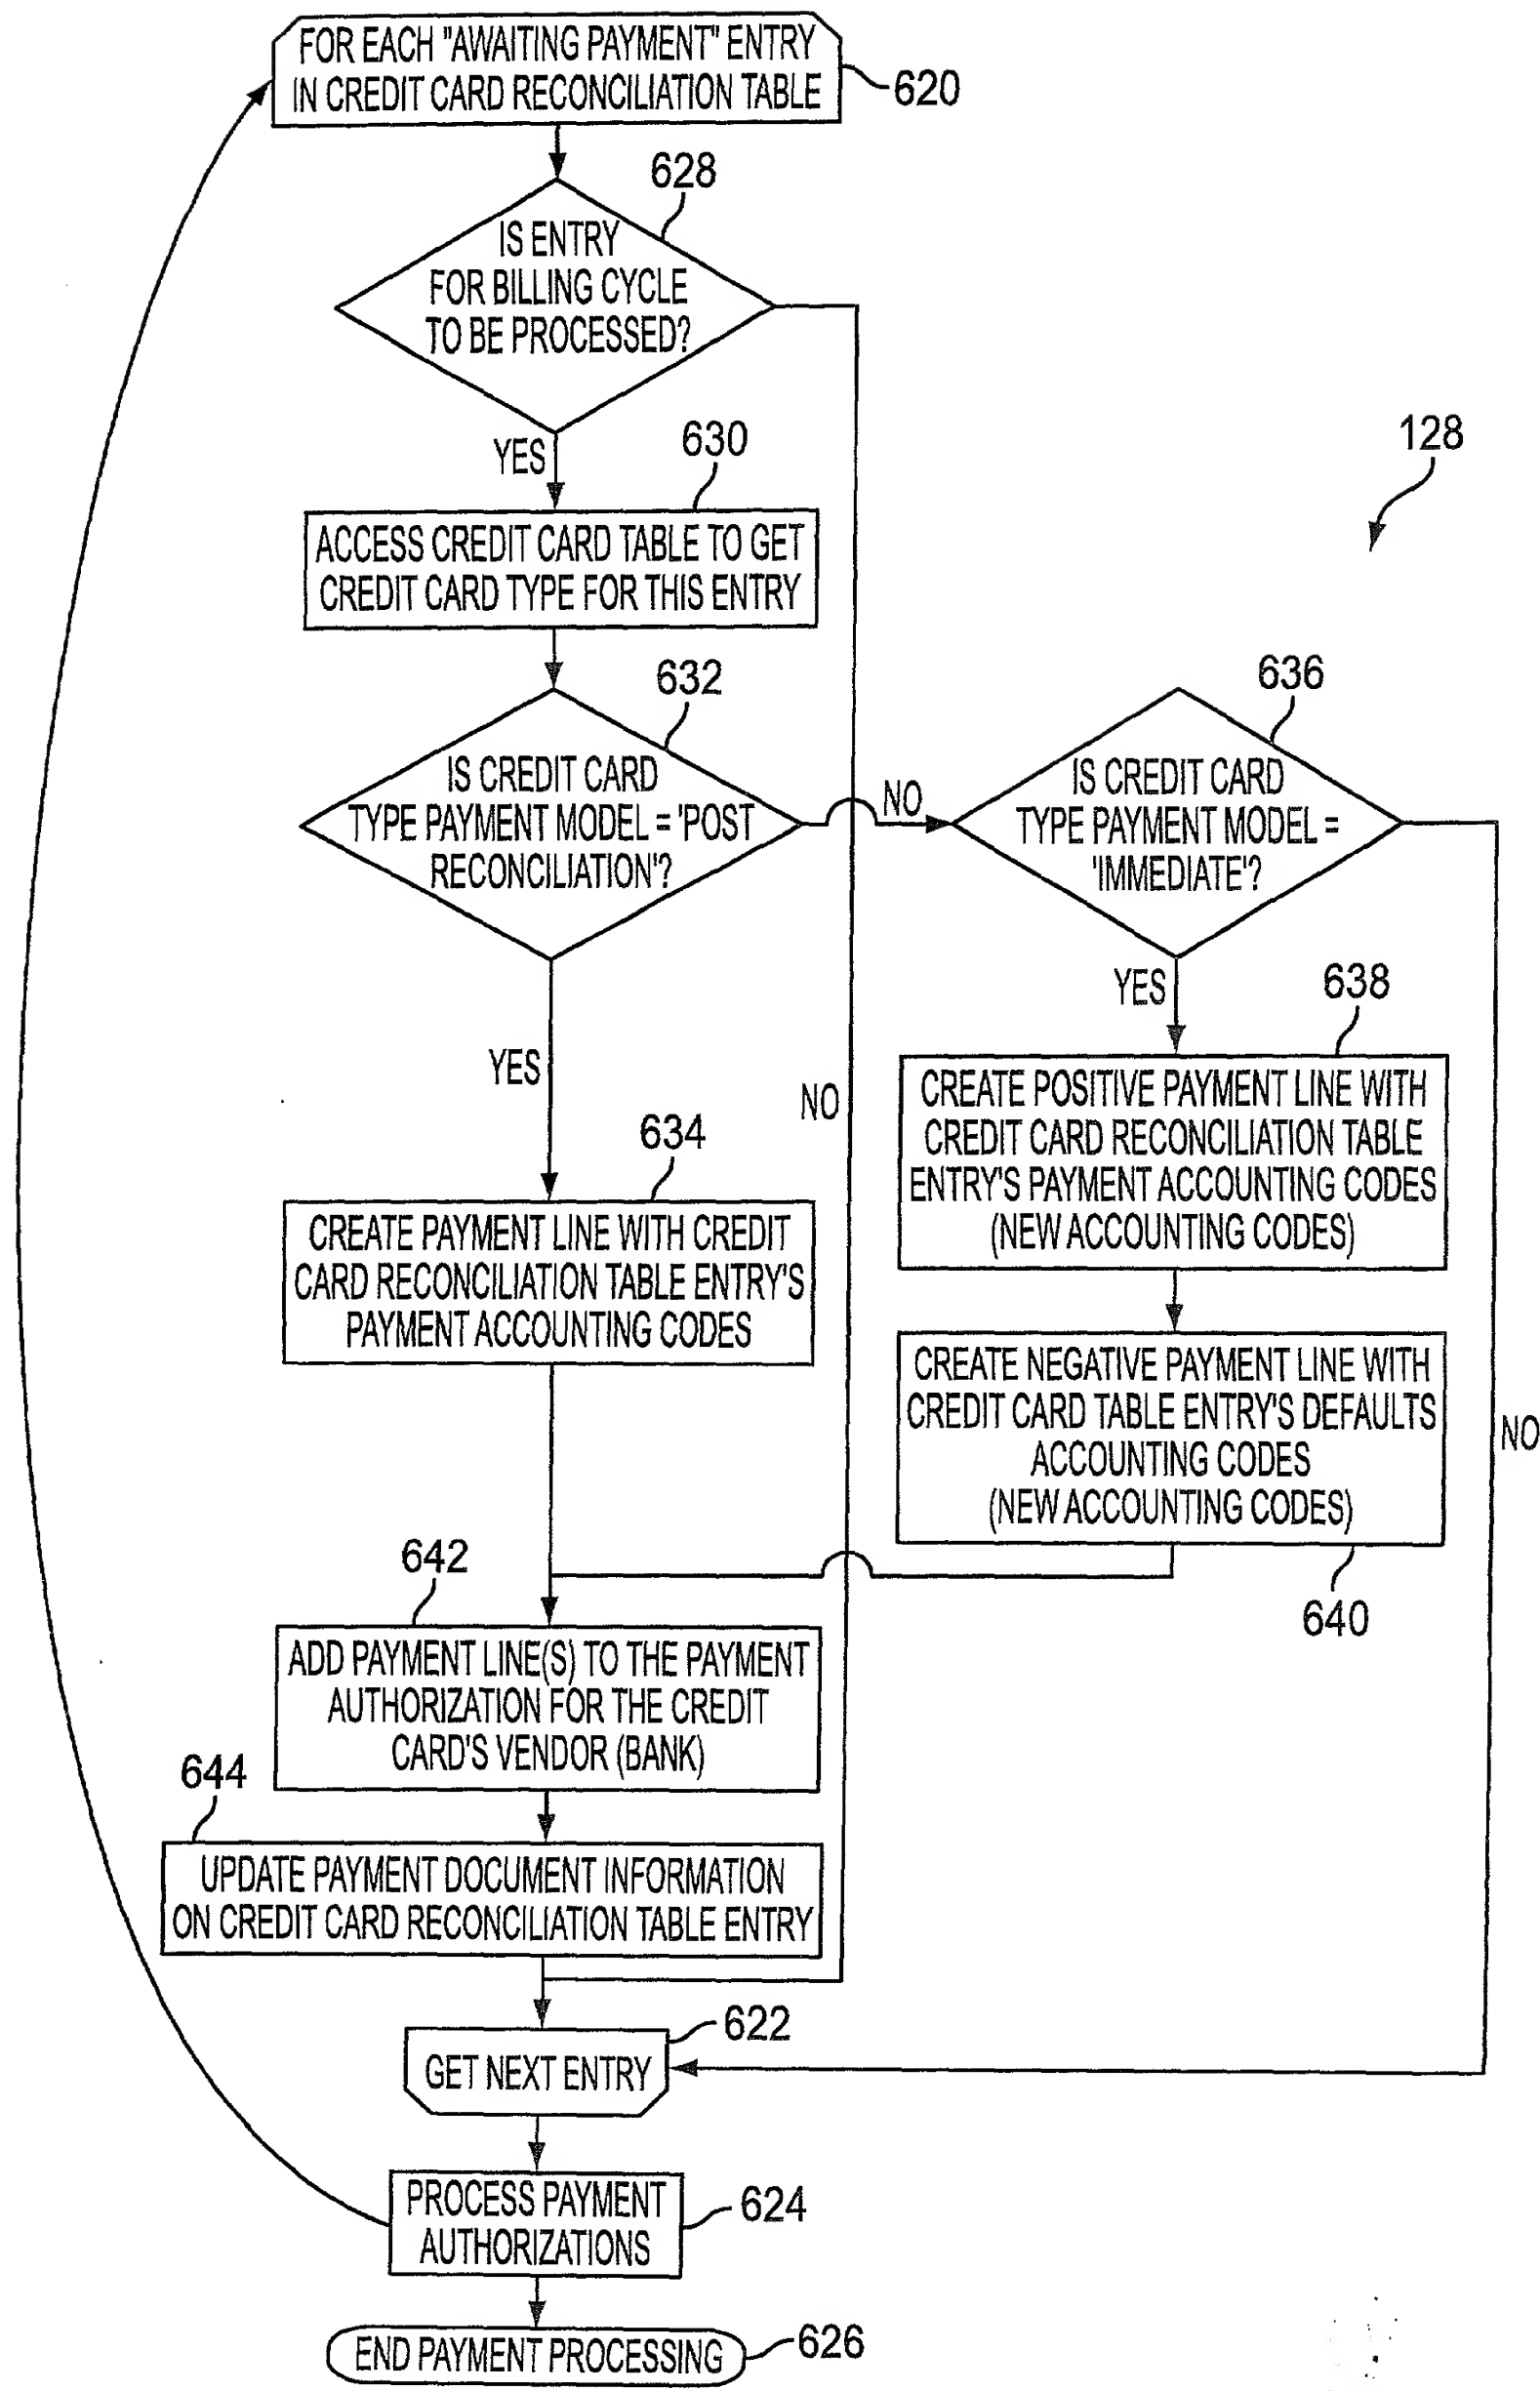 FOR EACH "AWAITING PAYMENT" ENTRY
IN CREDIT CARD RECONCILIATION TABLE
620
628
IS ENTRY
FOR BILLING CYCLE
TO BE PROCESSED?
YES
630
128
ACCESS CREDIT CARD TABLE TO GET
CREDIT CARD TYPE FOR THIS ENTRY
632
IS CREDIT CARD
TYPE PAYMENT MODEL = 'POST
RECONCILIATION'?
NO
636
IS CREDIT CARD
TYPE PAYMENT MODEL =
'IMMEDIATE'?
YES
638
CREATE POSITIVE PAYMENT LINE WITH
CREDIT CARD RECONCILIATION TABLE
ENTRY'S PAYMENT ACCOUNTING CODES
(NEW ACCOUNTING CODES)
YES
NO
634
CREATE PAYMENT LINE WITH CREDIT
CARD RECONCILIATION TABLE ENTRY'S
PAYMENT ACCOUNTING CODES
CREATE NEGATIVE PAYMENT LINE WITH
CREDIT CARD TABLE ENTRY'S DEFAULTS
ACCOUNTING CODES
(NEW ACCOUNTING CODES)
NO
640
642
ADD PAYMENT LINE(S) TO THE PAYMENT
AUTHORIZATION FOR THE CREDIT
CARD'S VENDOR (BANK)
644
UPDATE PAYMENT DOCUMENT INFORMATION
ON CREDIT CARD RECONCILIATION TABLE ENTRY
622
GET NEXT ENTRY
PROCESS PAYMENT
AUTHORIZATIONS
624
END PAYMENT PROCESSING
626